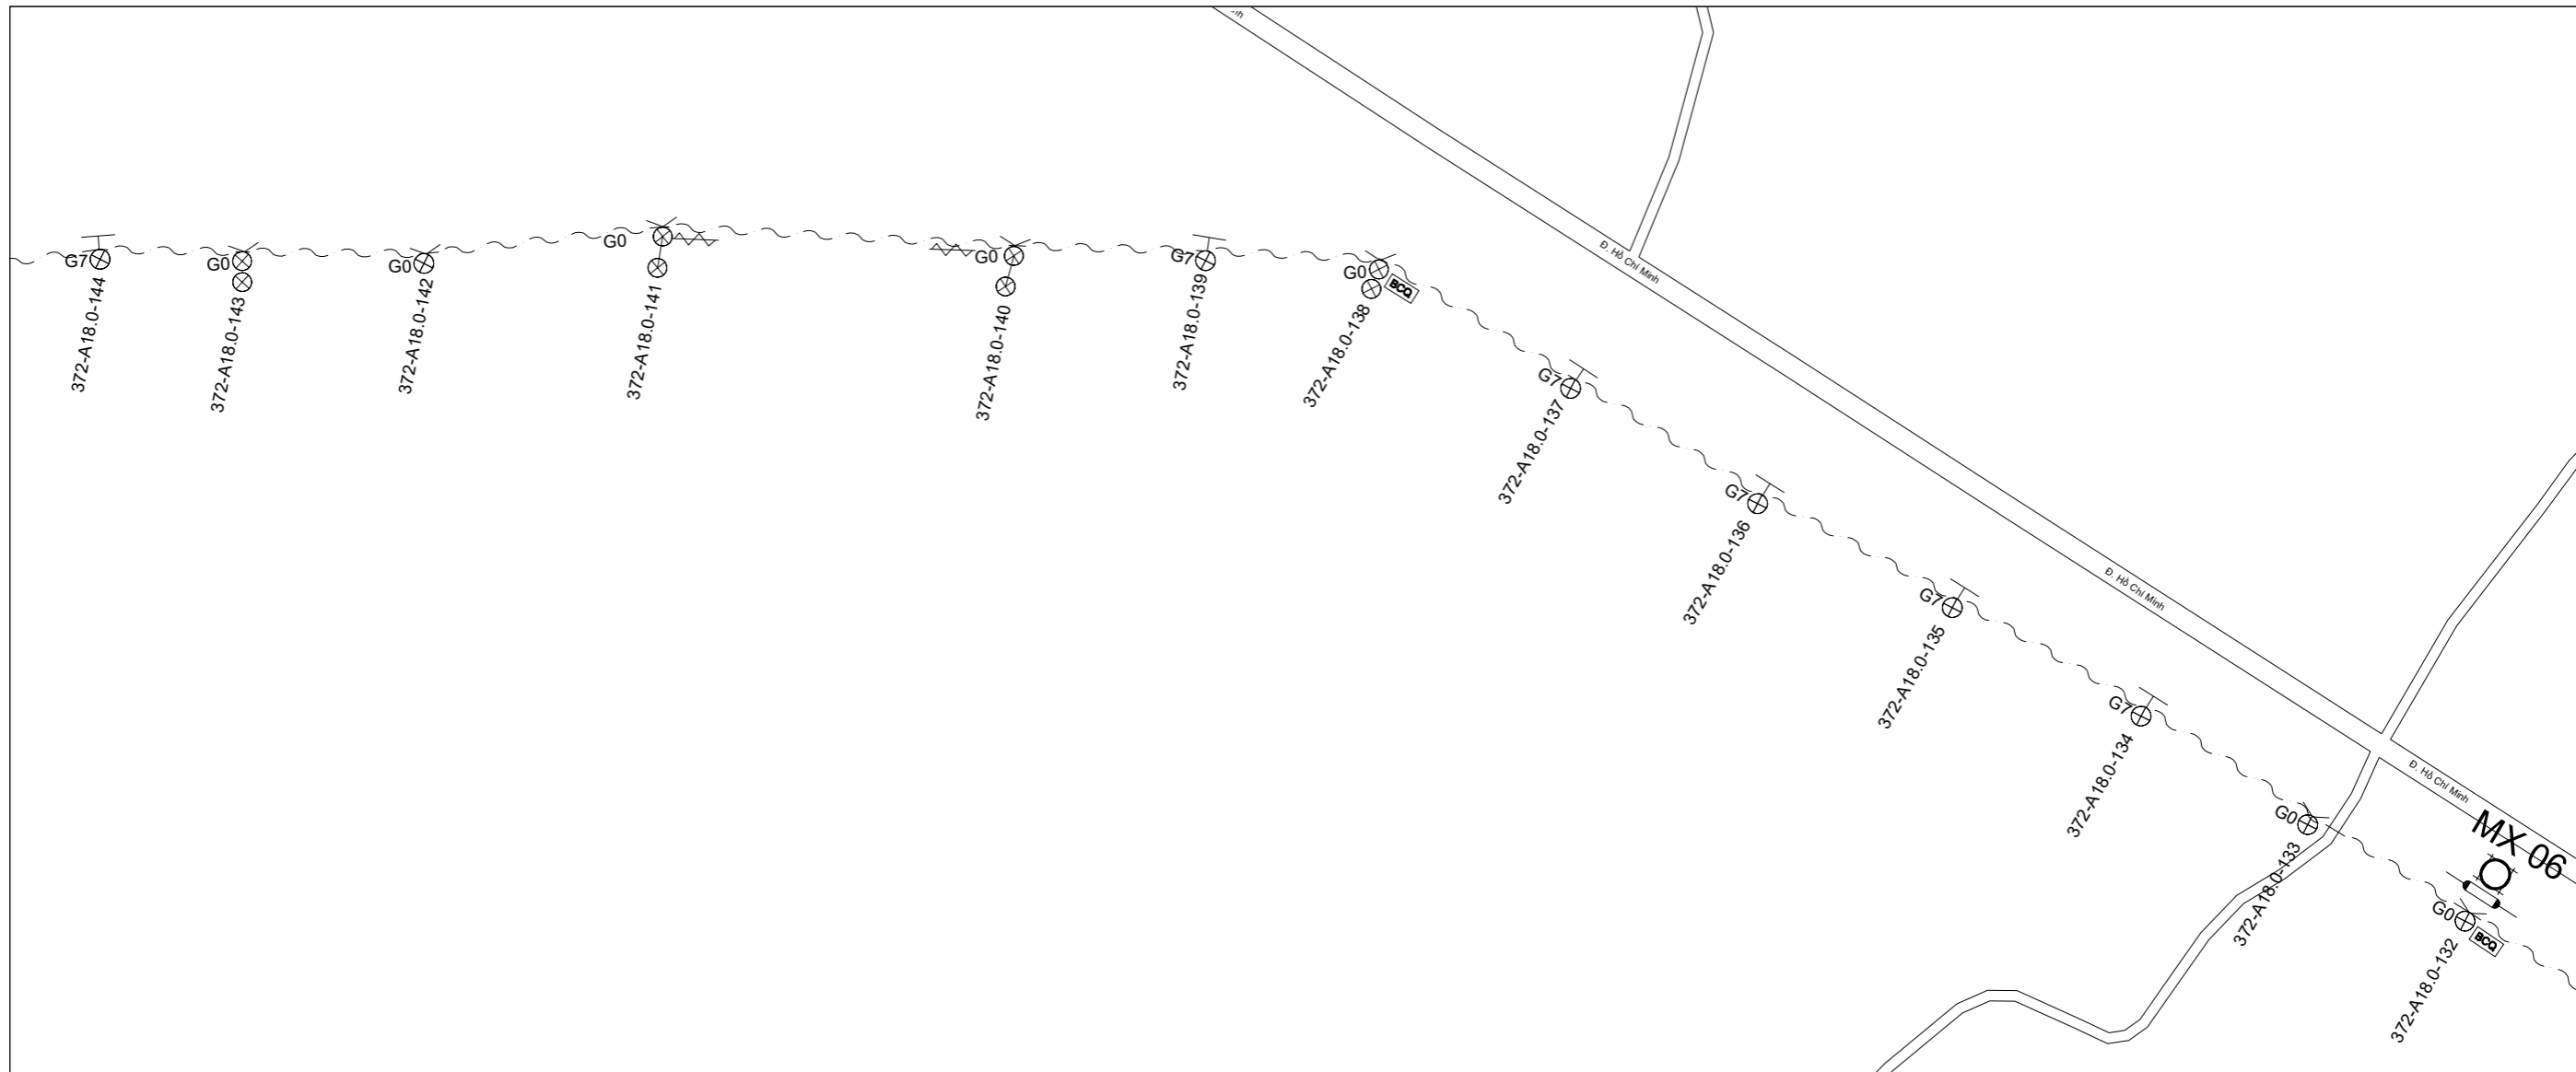 Đ. Hồ Chí Minh
G7
372-A18.0-144
G0
372-A18.0-143
G0
372-A18.0-142
G0
372-A18.0-141
G0
372-A18.0-140
G7
372-A18.0-139
G0
BCQ
372-A18.0-138
G7
372-A18.0-137
G7
372-A18.0-136
G7
372-A18.0-135
Đ. Hồ Chí Minh
G7
372-A18.0-134
Đ. Hồ Chí Minh
G0
372-A18.0-133
MX 06
G0
BCQ
372-A18.0-132